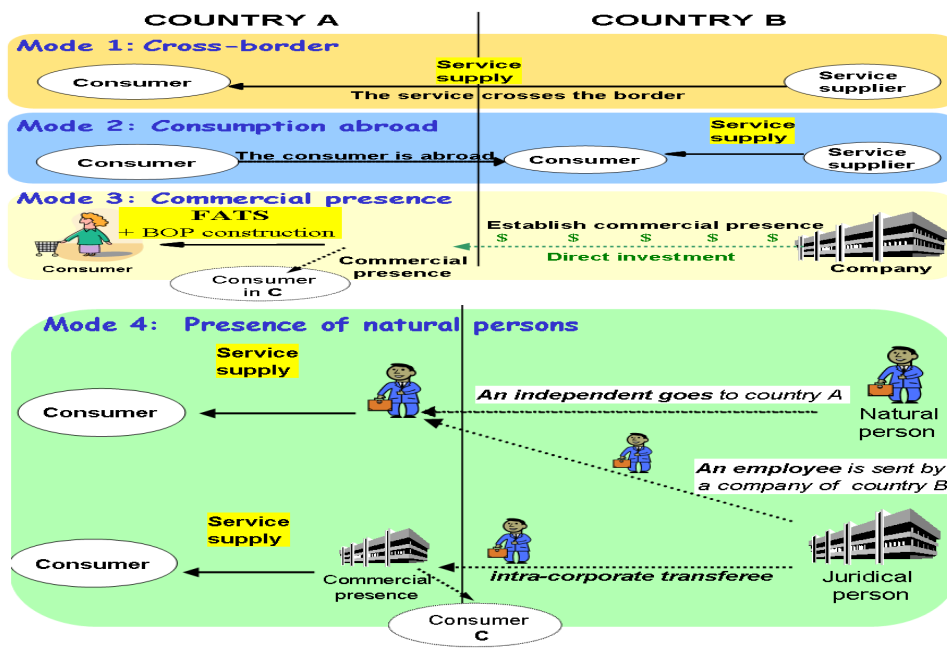 COUNTRY A
COUNTRY B
Mode 1: Cross-border
Consumer
Service
supply
The service crosses the border
Service
supplier
Mode 2: Consumption abroad
Consumer
The consumer is abroad
Consumer
Service
supply
Service
supplier
Mode 3: Commercial presence
FATS
+ BOP construction
Consumer
Commercial
presence
Consumer
in C
Establish commercial presence
$ $ $ $ $
Direct investment
Company
Mode 4: Presence of natural persons
Service
supply
Consumer
An independent goes to country A
Natural
person
An employee is sent by
a company of country B
Service
supply
Consumer
Commercial
presence
intra-corporate transferee
Juridical
person
Consumer
C